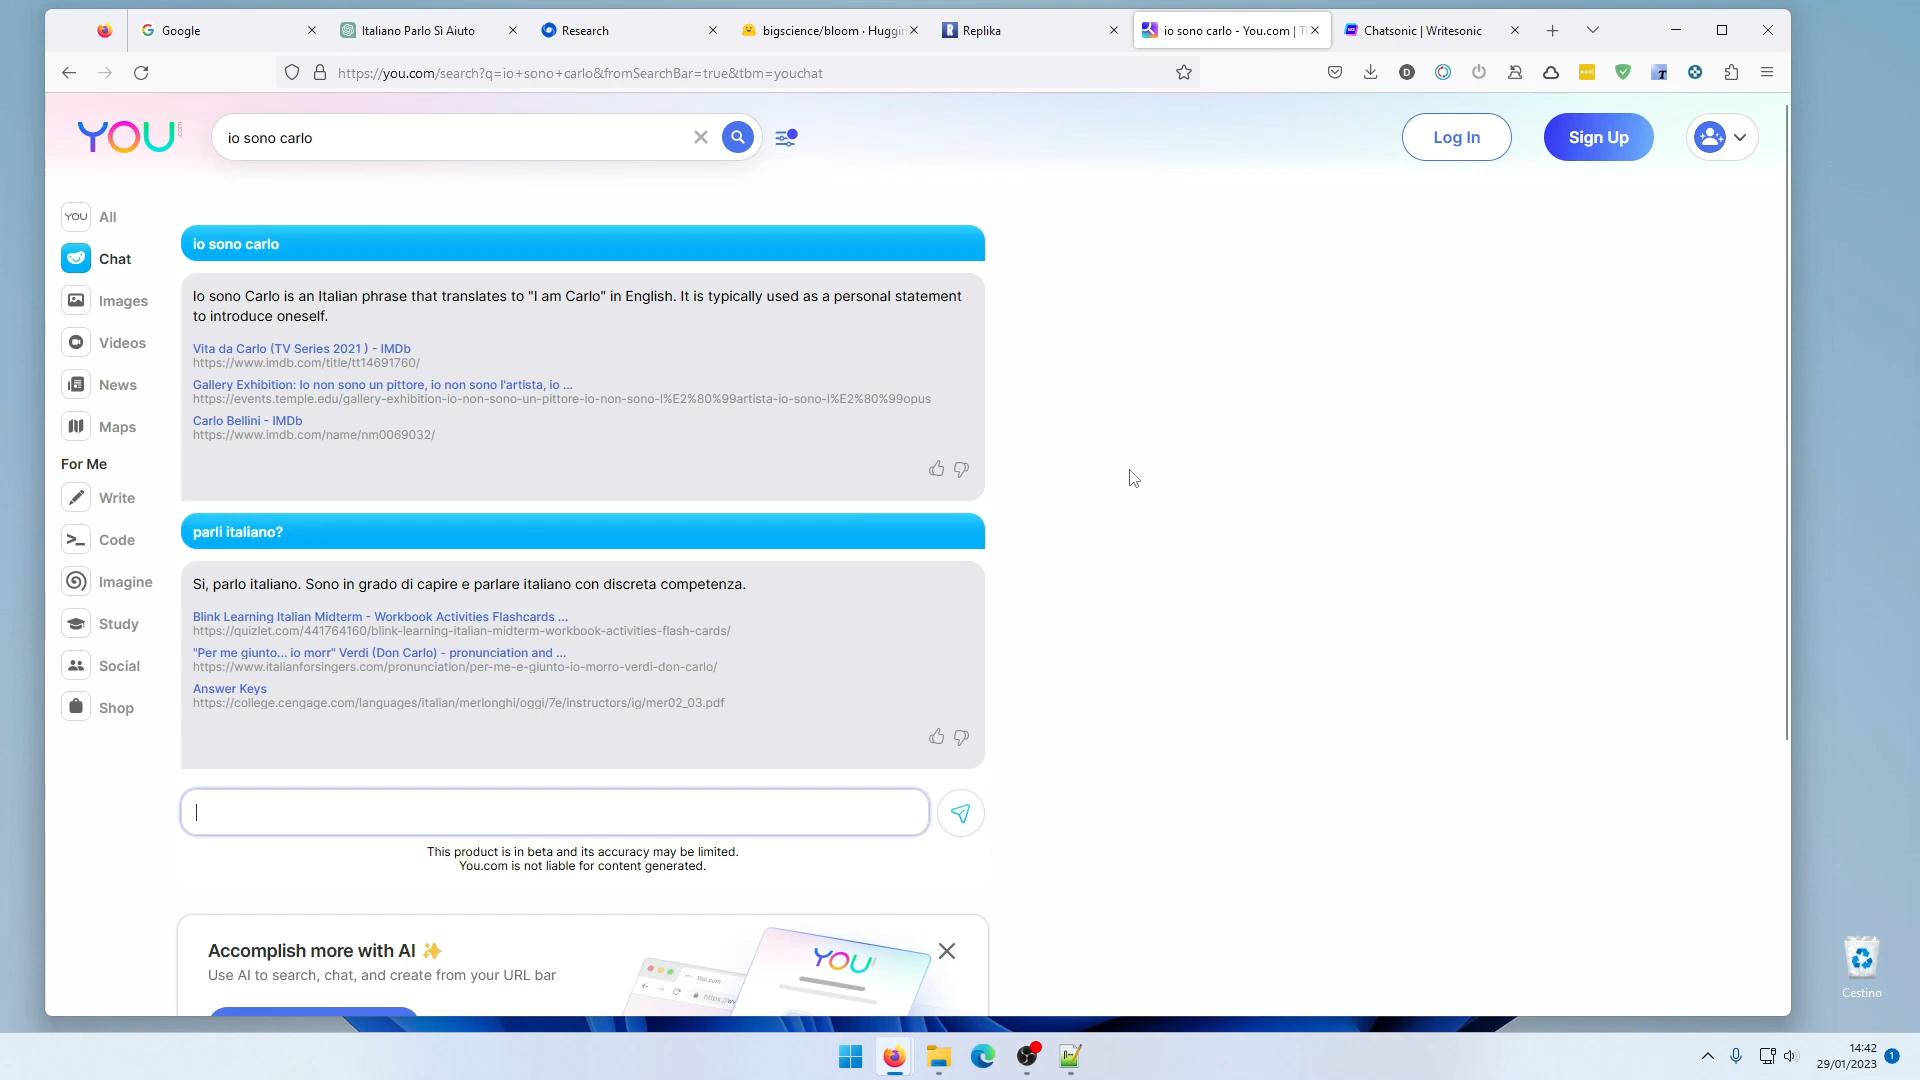 Google
Italiano Parlo Sì Aiuto
Research
bigscience/bloom · Huggin
Replika
io sono carlo - You.com | T
Chatsonic | Writesonic
https://you.com/search?q=io+sono+carlo&fromSearchBar=true&tbm=youchat
YOU.com
io sono carlo
Log In
Sign Up
YOU All
Chat
Images
Videos
News
Maps
For Me
Write
Code
Imagine
Study
Social
Shop
io sono carlo
Io sono Carlo is an Italian phrase that translates to "I am Carlo" in English. It is typically used as a personal statement
to introduce oneself.
Vita da Carlo (TV Series 2021 ) - IMDb
https://www.imdb.com/title/tt14691760/
Gallery Exhibition: Io non sono un pittore, io non sono l'artista, io ...
https://events.temple.edu/gallery-exhibition-io-non-sono-un-pittore-io-non-sono-l%E2%80%99artista-io-sono-l%E2%80%99opus
Carlo Bellini - IMDb
https://www.imdb.com/name/nm0069032/
parli italiano?
Si, parlo italiano. Sono in grado di capire e parlare italiano con discreta competenza.
Blink Learning Italian Midterm - Workbook Activities Flashcards ...
https://quizlet.com/441764160/blink-learning-italian-midterm-workbook-activities-flash-cards/
"Per me giunto... io morr" Verdi (Don Carlo) - pronunciation and ...
https://www.italianforsingers.com/pronunciation/per-me-e-giunto-io-morro-verdi-don-carlo/
Answer Keys
https://college.cengage.com/languages/italian/merlonghi/oggi/7e/instructors/ig/mer02_03.pdf
This product is in beta and its accuracy may be limited.
You.com is not liable for content generated.
Accomplish more with AI ✨
Use AI to search, chat, and create from your URL bar
You.com
YOU
Cestino
14:42
29/01/2023
1